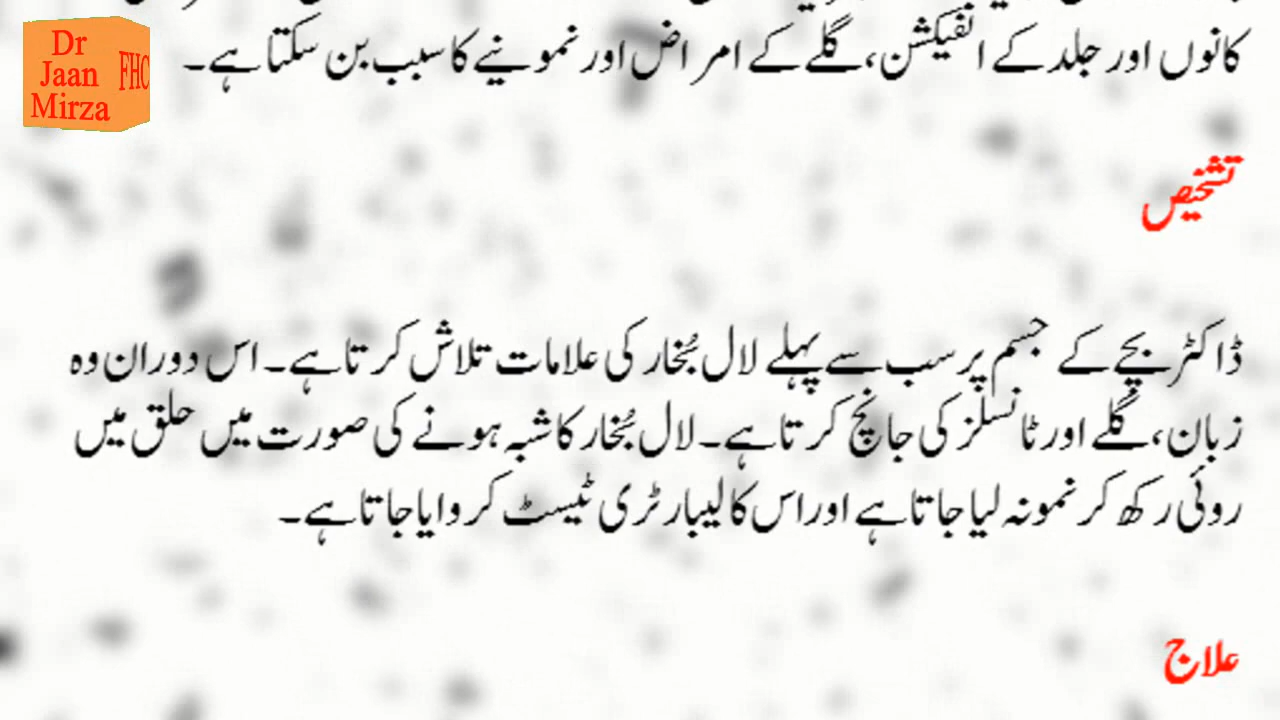 Dr
Jaan
Mirza
FHC
کانوں اور جلد کے انفیکشن، گلے کے امراض اور نمونیے کا سبب بن سکتا ہے۔
تشخیص
ڈاکٹر بچے کے جسم پر سب سے پہلے لال بُخار کی علامات تلاش کرتا ہے۔ اس دوران وہ
زبان، گلے اور ٹانسلز کی جانچ کرتا ہے۔ لال بُخار کا شبہ ہونے کی صورت میں حلق میں
روئی رکھ کر نمونہ لیا جاتا ہے اور اس کا لیبارٹری ٹیسٹ کروایا جاتا ہے۔
علاج